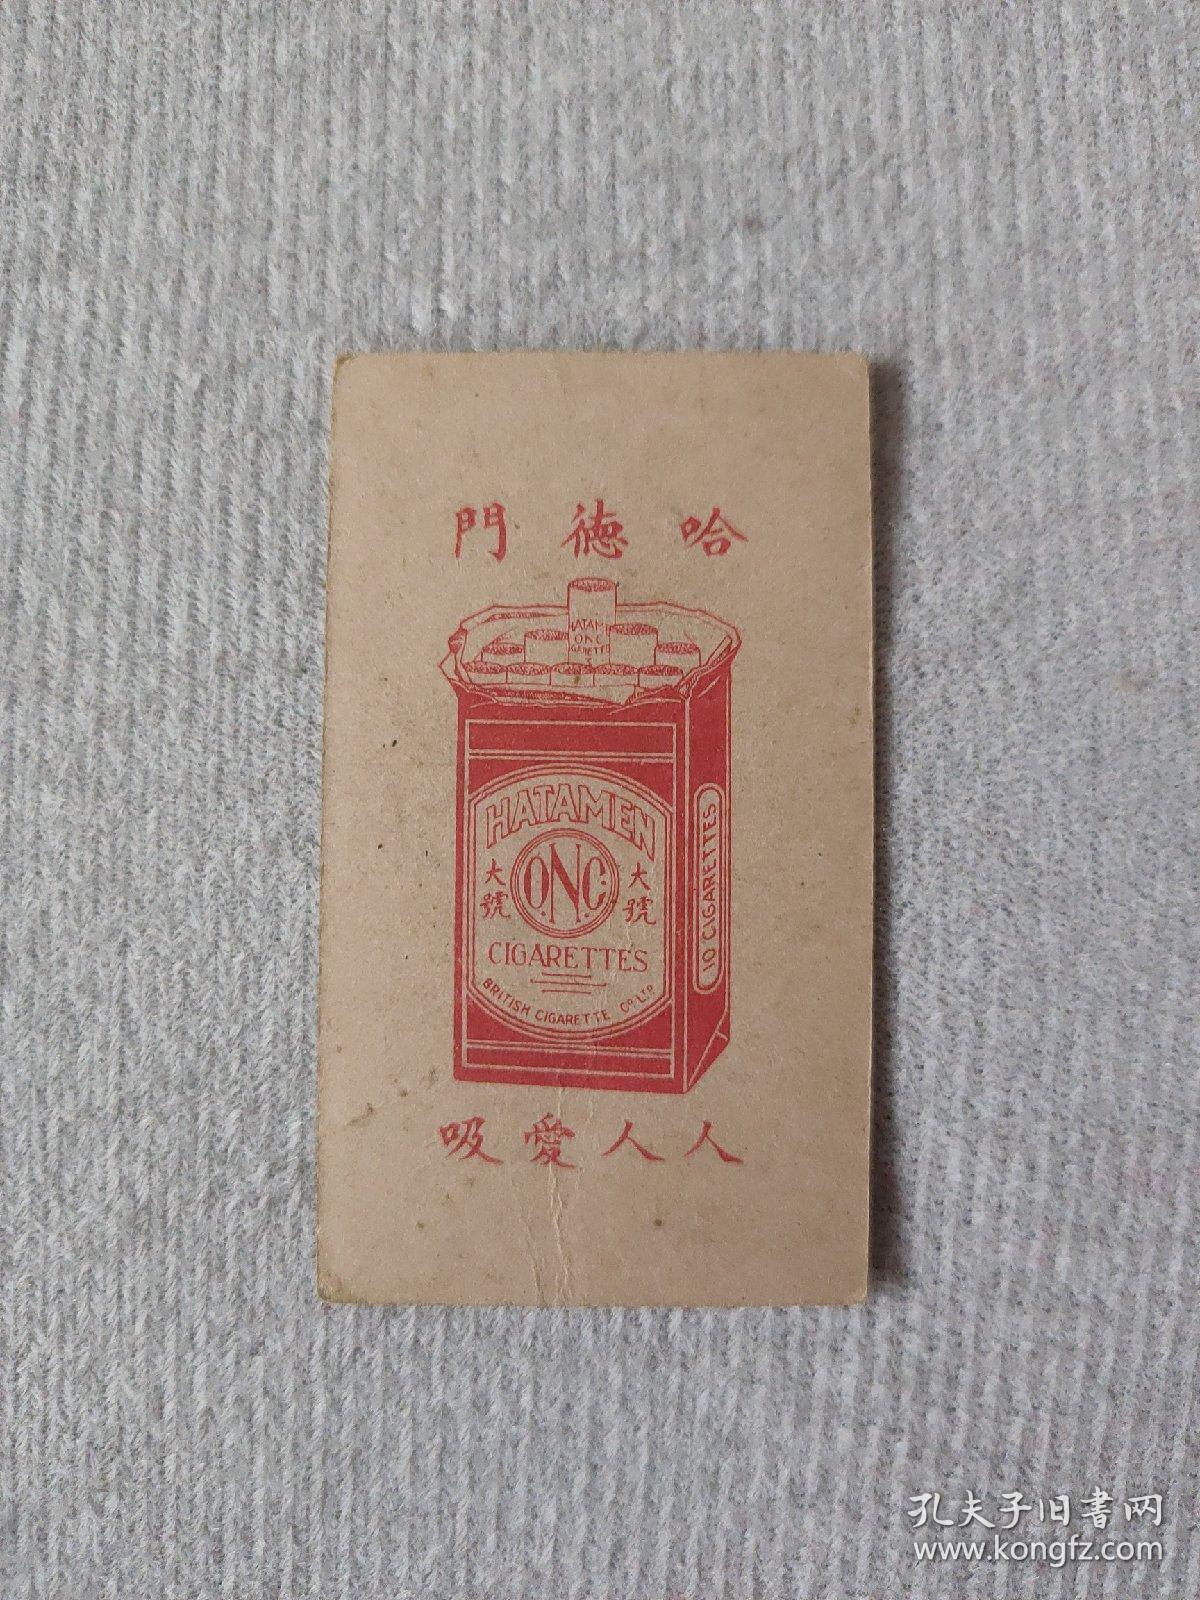 哈德門
HATAMEN
O.N.C.
CIGARETTES
HATAMEN
大號
O.N.C.
大號
CIGARETTES
BRITISH CIGARETTE CO. LTD
10 CIGARETTES
人人愛吸
孔夫子旧書网
www.kongfz.com